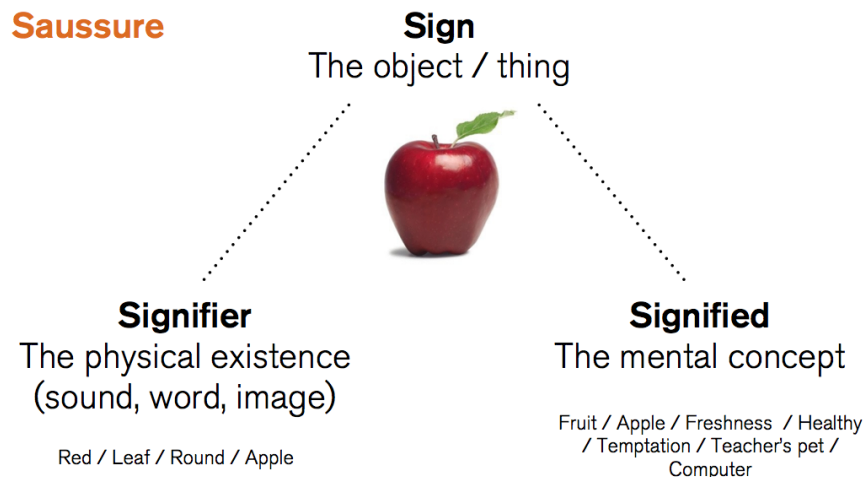 Saussure
Sign
The object / thing
Signifier
The physical existence
(sound, word, image)
Red / Leaf / Round / Apple
Signified
The mental concept
Fruit / Apple / Freshness / Healthy
/ Temptation / Teacher's pet /
Computer